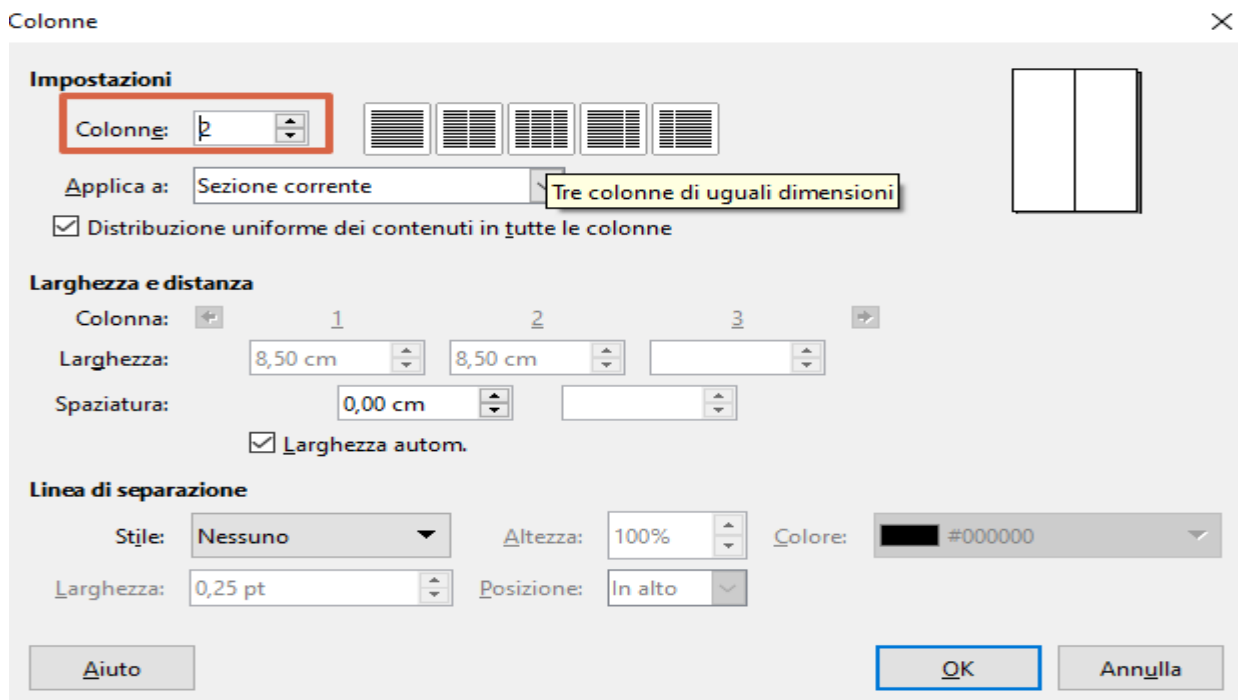 Colonne
Impostazioni
Colonne: 2
Applica a: Sezione corrente
Tre colonne di uguali dimensioni
Distribuzione uniforme dei contenuti in tutte le colonne
Larghezza e distanza
Colonna: 1 2 3
Larghezza: 8,50 cm 8,50 cm
Spaziatura: 0,00 cm
Larghezza autom.
Linea di separazione
Stile: Nessuno Altezza: 100% Colore: #000000
Larghezza: 0,25 pt Posizione: In alto
Aiuto OK Annulla